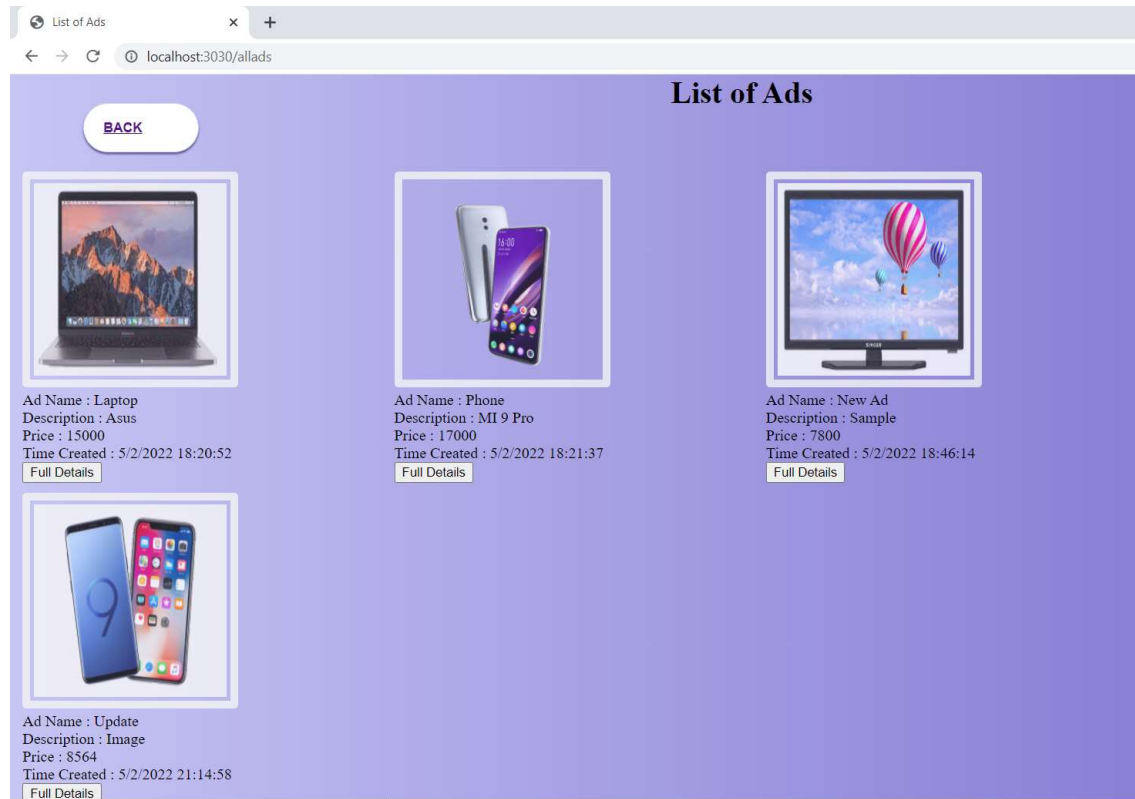 List of Ads
localhost:3030/allads
List of Ads
BACK
16:00
SINGER
Ad Name : Laptop
Description : Asus
Price : 15000
Time Created : 5/2/2022 18:20:52
Full Details
Ad Name : Phone
Description : MI 9 Pro
Price : 17000
Time Created : 5/2/2022 18:21:37
Full Details
Ad Name : New Ad
Description : Sample
Price : 7800
Time Created : 5/2/2022 18:46:14
Full Details
9
Ad Name : Update
Description : Image
Price : 8564
Time Created : 5/2/2022 21:14:58
Full Details